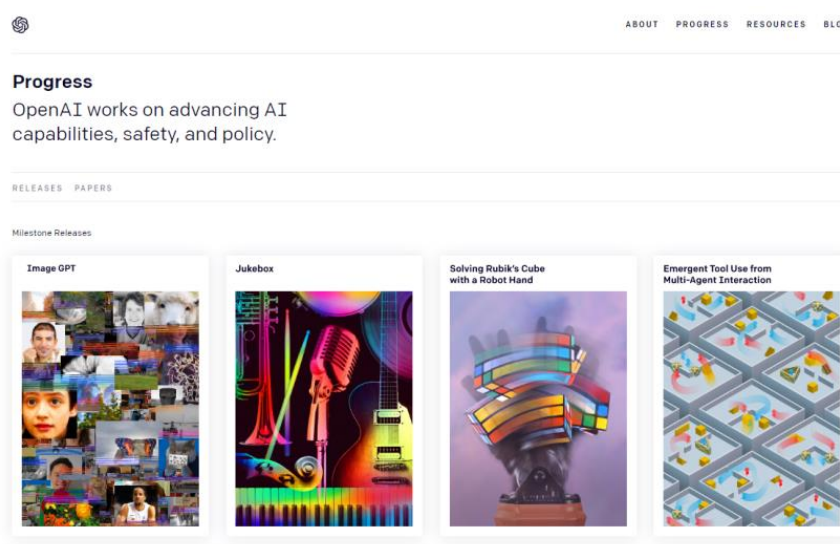 ABOUT PROGRESS RESOURCES
Progress
OpenAI works on advancing AI
capabilities, safety, and policy.
RELEASES PAPERS
Milestone Releases
Image GPT
Jukebox
Solving Rubik's Cube
with a Robot Hand
Emergent Tool Use from
Multi-Agent Interaction